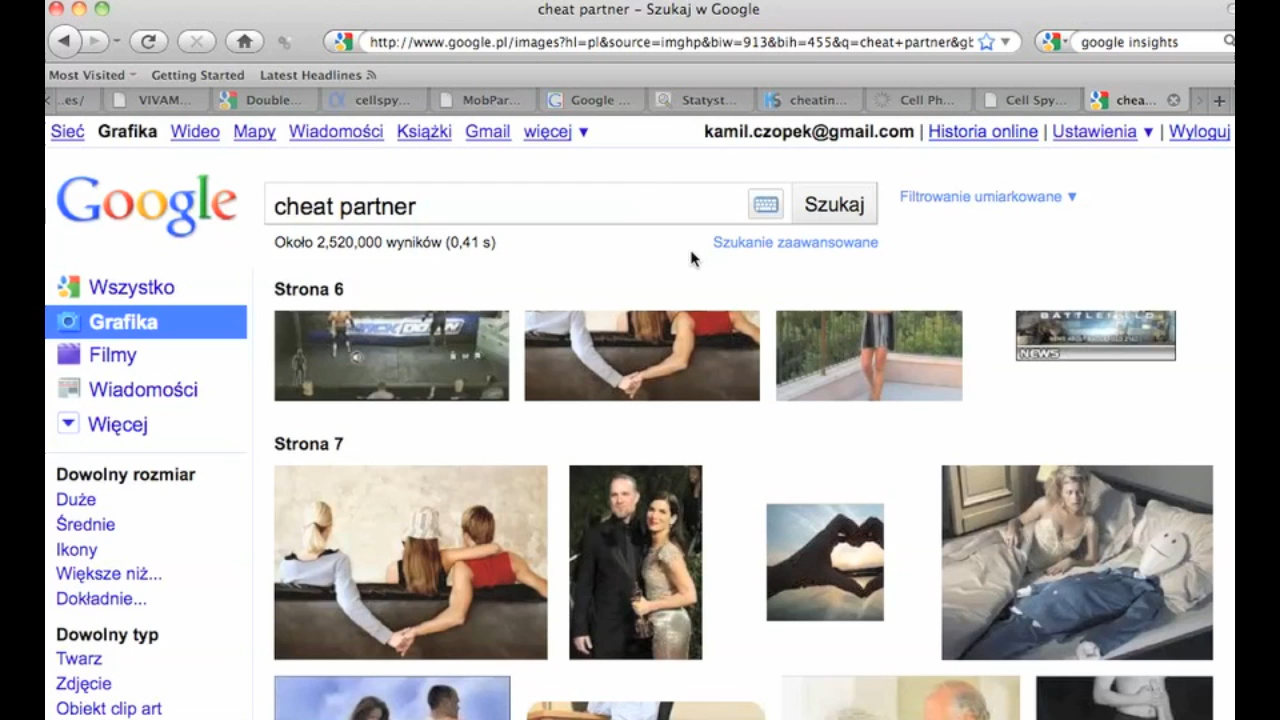 cheat partner – Szukaj w Google
http://www.google.pl/images?hl=pl&source=imghp&biw=913&bih=455&q=cheat+partner&gb
google insights
Most Visited Getting Started Latest Headlines
..es/ VIVAM... Double... cellspy... MobPar... Google ... Statyst... cheatin... Cell Ph... Cell Spy... chea...
Sieć Grafika Wideo Mapy Wiadomości Książki Gmail więcej ▼ kamil.czopek@gmail.com | Historia online | Ustawienia ▼ | Wyloguj
Google
cheat partner
Szukaj
Filtrowanie umiarkowane ▼
Około 2,520,000 wyników (0,41 s)
Szukanie zaawansowane
Wszystko
Grafika
Filmy
Wiadomości
Więcej
Dowolny rozmiar
Duże
Średnie
Ikony
Większe niż...
Dokładnie...
Dowolny typ
Twarz
Zdjęcie
Obiekt clip art
Strona 6
BATTLEFIELD
NEWS
Strona 7